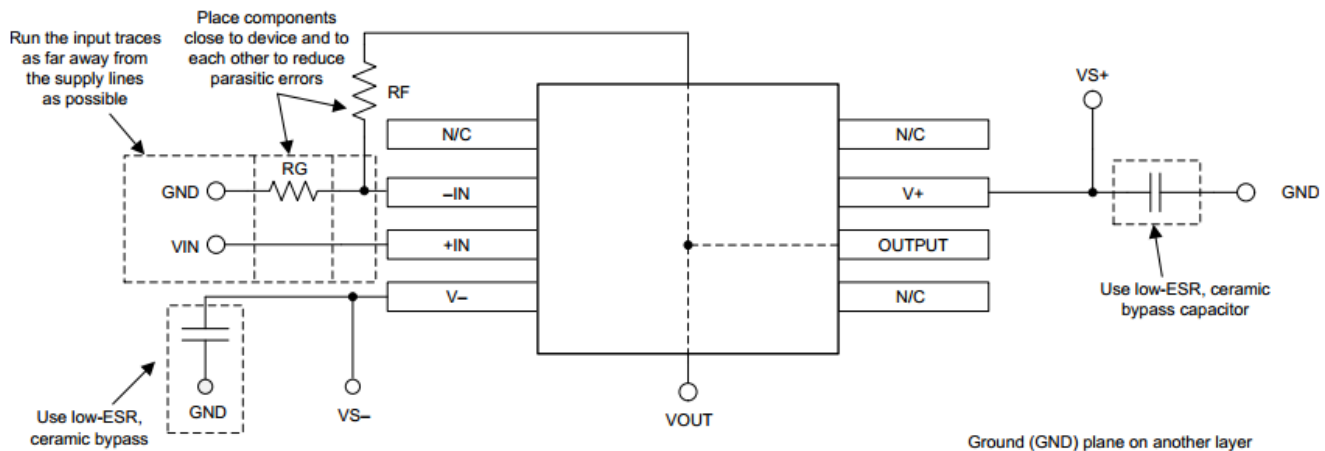 Run the input traces
as far away from
the supply lines
as possible
Place components
close to device and to
each other to reduce
parasitic errors
RF
VS+
N/C
N/C
RG
GND
–IN
V+
GND
VIN
+IN
OUTPUT
V–
N/C
Use low-ESR, ceramic
bypass capacitor
GND
VS–
VOUT
Use low-ESR,
ceramic bypass
Ground (GND) plane on another layer